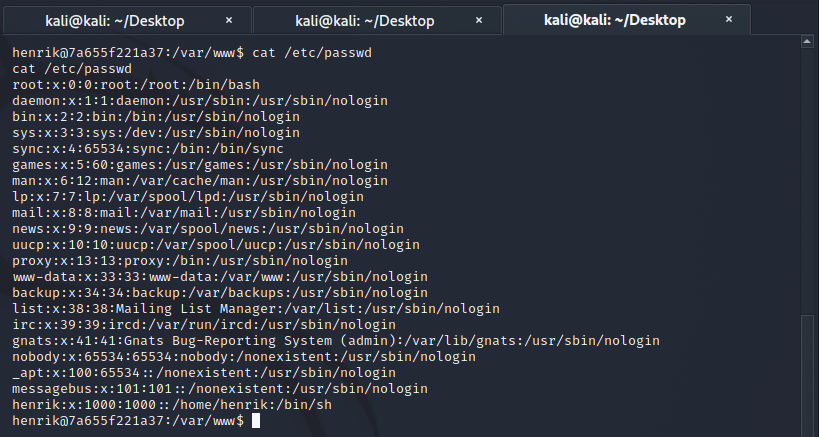 kali@kali: ~/Desktop × kali@kali: ~/Desktop × kali@kali: ~/Desktop ×
henrik@7a655f221a37:/var/www$ cat /etc/passwd
cat /etc/passwd
root:x:0:0:root:/root:/bin/bash
daemon:x:1:1:daemon:/usr/sbin:/usr/sbin/nologin
bin:x:2:2:bin:/bin:/usr/sbin/nologin
sys:x:3:3:sys:/dev:/usr/sbin/nologin
sync:x:4:65534:sync:/bin:/bin/sync
games:x:5:60:games:/usr/games:/usr/sbin/nologin
man:x:6:12:man:/var/cache/man:/usr/sbin/nologin
lp:x:7:7:lp:/var/spool/lpd:/usr/sbin/nologin
mail:x:8:8:mail:/var/mail:/usr/sbin/nologin
news:x:9:9:news:/var/spool/news:/usr/sbin/nologin
uucp:x:10:10:uucp:/var/spool/uucp:/usr/sbin/nologin
proxy:x:13:13:proxy:/bin:/usr/sbin/nologin
www-data:x:33:33:www-data:/var/www:/usr/sbin/nologin
backup:x:34:34:backup:/var/backups:/usr/sbin/nologin
list:x:38:38:Mailing List Manager:/var/list:/usr/sbin/nologin
irc:x:39:39:ircd:/var/run/ircd:/usr/sbin/nologin
gnats:x:41:41:Gnats Bug-Reporting System (admin):/var/lib/gnats:/usr/sbin/nologin
nobody:x:65534:65534:nobody:/nonexistent:/usr/sbin/nologin
_apt:x:100:65534::/nonexistent:/usr/sbin/nologin
messagebus:x:101:101::/nonexistent:/usr/sbin/nologin
henrik:x:1000:1000::/home/henrik:/bin/sh
henrik@7a655f221a37:/var/www$